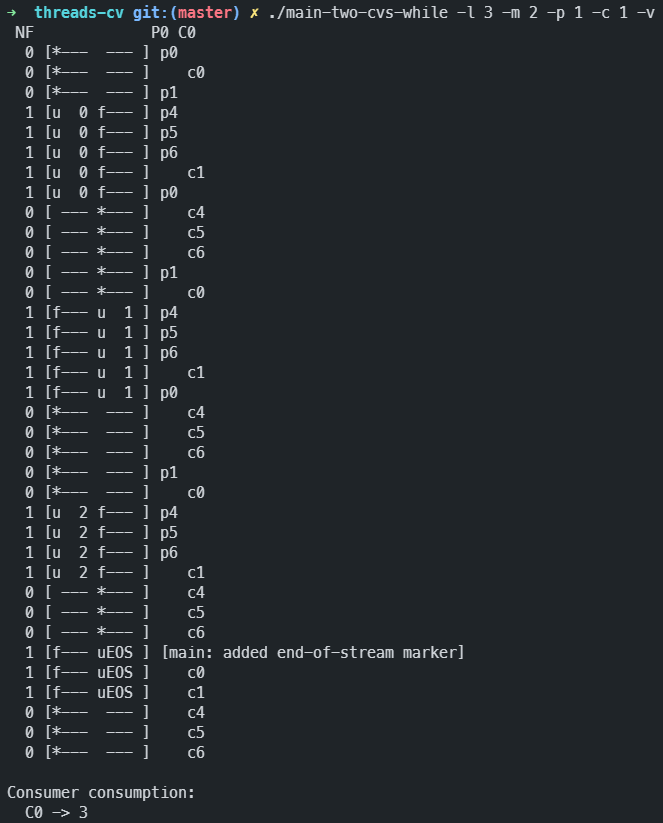 ➜  threads-cv git:(master) ✗ ./main-two-cvs-while -l 3 -m 2 -p 1 -c 1 -v
 NF             P0 C0
  0 [*---  --- ] p0
  0 [*---  --- ]    c0
  0 [*---  --- ] p1
  1 [u  0 f--- ] p4
  1 [u  0 f--- ] p5
  1 [u  0 f--- ] p6
  1 [u  0 f--- ]    c1
  1 [u  0 f--- ] p0
  0 [ --- *--- ]    c4
  0 [ --- *--- ]    c5
  0 [ --- *--- ]    c6
  0 [ --- *--- ] p1
  0 [ --- *--- ]    c0
  1 [f--- u  1 ] p4
  1 [f--- u  1 ] p5
  1 [f--- u  1 ] p6
  1 [f--- u  1 ]    c1
  1 [f--- u  1 ] p0
  0 [*---  --- ]    c4
  0 [*---  --- ]    c5
  0 [*---  --- ]    c6
  0 [*---  --- ] p1
  0 [*---  --- ]    c0
  1 [u  2 f--- ] p4
  1 [u  2 f--- ] p5
  1 [u  2 f--- ] p6
  1 [u  2 f--- ]    c1
  0 [ --- *--- ]    c4
  0 [ --- *--- ]    c5
  0 [ --- *--- ]    c6
  1 [f--- uEOS ] [main: added end-of-stream marker]
  1 [f--- uEOS ]    c0
  1 [f--- uEOS ]    c1
  0 [*---  --- ]    c4
  0 [*---  --- ]    c5
  0 [*---  --- ]    c6
Consumer consumption:
  C0 -> 3